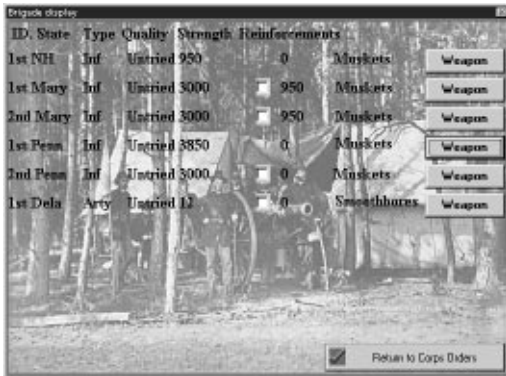 Brigade display
ID. State Type Quality Strength Reinforcements
1st NH Inf Untried 950 0 Muskets Weapon
1st Mary Inf Untried 3000 950 Muskets Weapon
2nd Mary Inf Untried 3000 950 Muskets Weapon
1st Penn Inf Untried 3850 0 Muskets Weapon
2nd Penn Inf Untried 3000 0 Muskets Weapon
1st Dela Arty Untried 12 0 Smoothbores Weapon
Return to Corps Orders